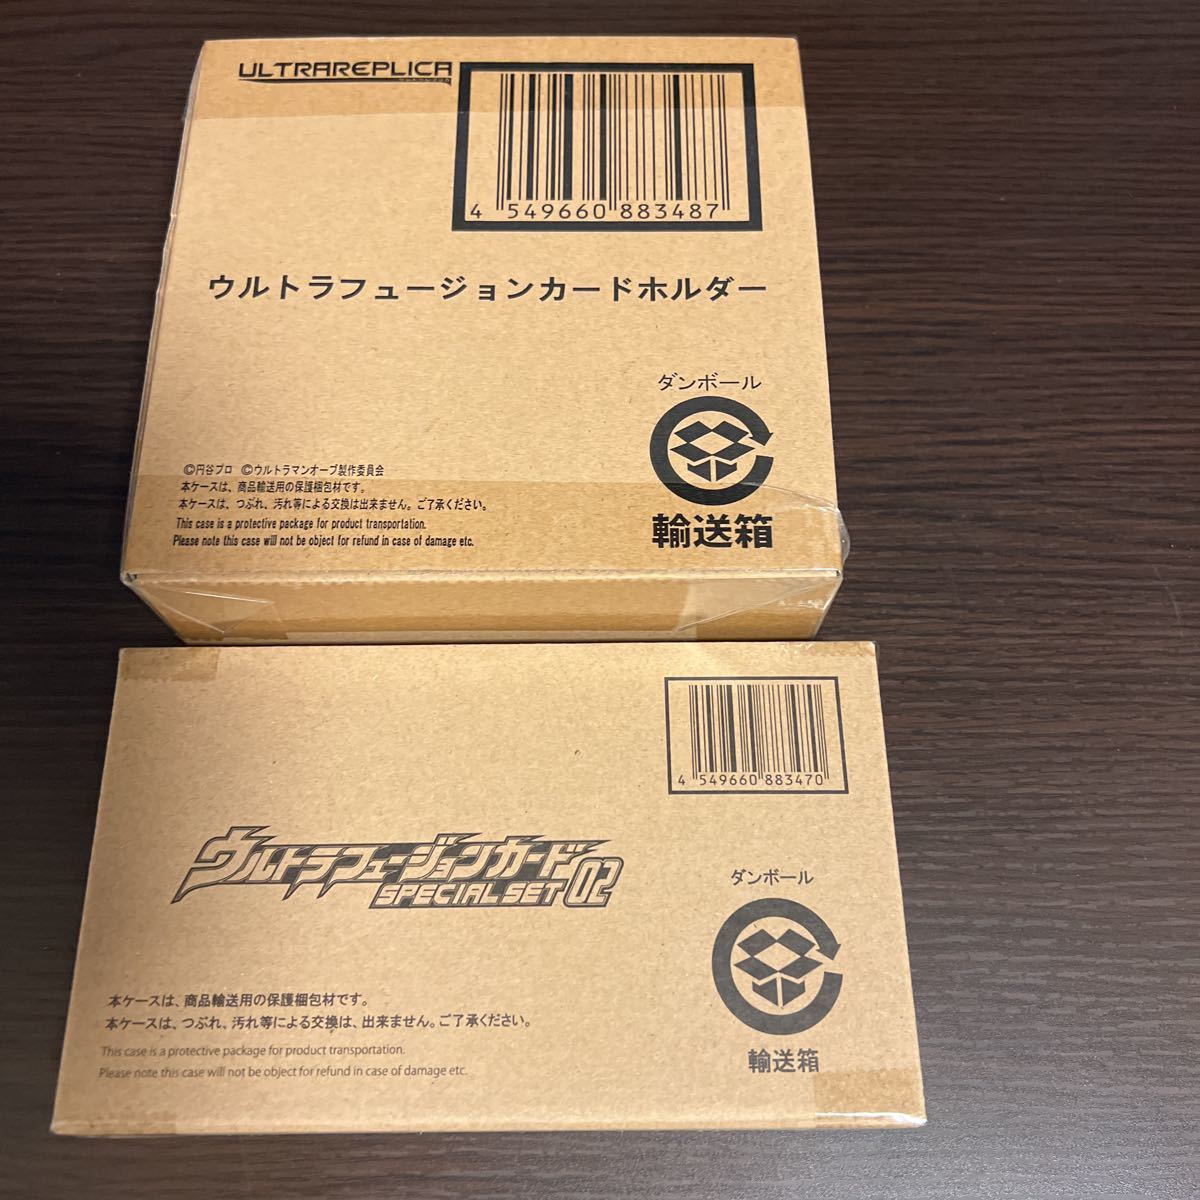 ULTRAREPLICA
4 549660 883487
ウルトラフュージョンカードホルダー
ダンボール
輸送箱
©円谷プロ ©ウルトラマンオーブ製作委員会
本ケースは、商品輸送用の保護梱包材です。
本ケースは、つぶれ、汚れ等による交換は出来ません。ご了承ください。
This case is a protective package for product transportation.
Please note this case will not be object for refund in case of damage etc.
4 549660 883470
ウルトラフュージョンカード
SPECIAL SET 02
ダンボール
輸送箱
本ケースは、商品輸送用の保護梱包材です。
本ケースは、つぶれ、汚れ等による交換は、出来ません。ご了承ください。
This case is a protective package for product transportation.
Please note this case will not be object for refund in case of damage etc.